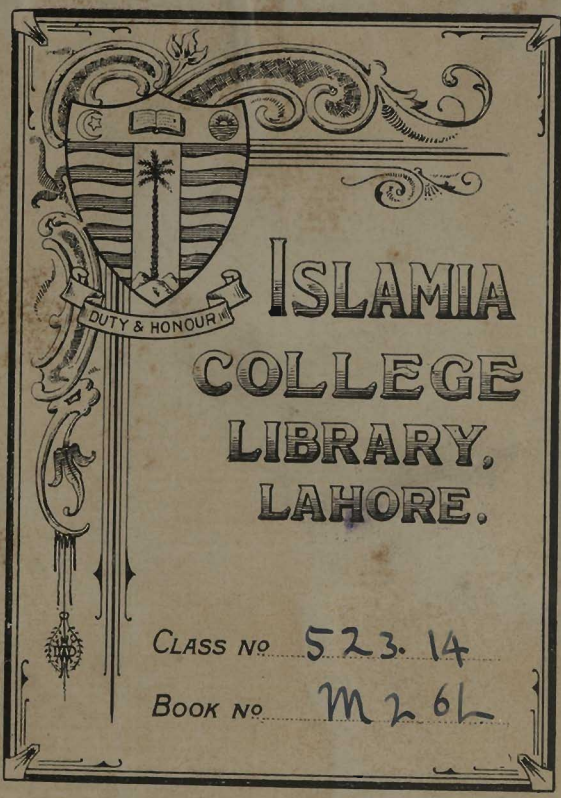 DUTY & HONOUR
ISLAMIA
COLLEGE
LIBRARY,
LAHORE.
CLASS NO 523.14
BOOK NO M26L